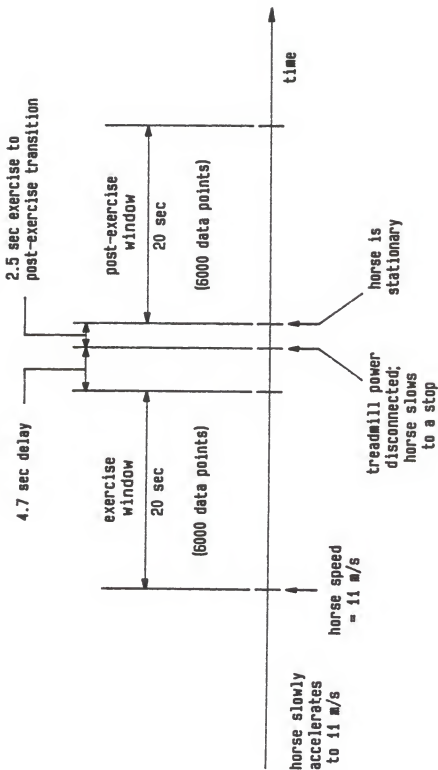 4.7 sec delay
2.5 sec exercise to
post-exercise transition
exercise
window
20 sec
(6000 data points)
post-exercise
window
20 sec
(6000 data points)
time
horse slowly
accelerates
to 11 m/s
horse speed
= 11 m/s
treadmill power
disconnected;
horse slows
to a stop
horse is
stationary